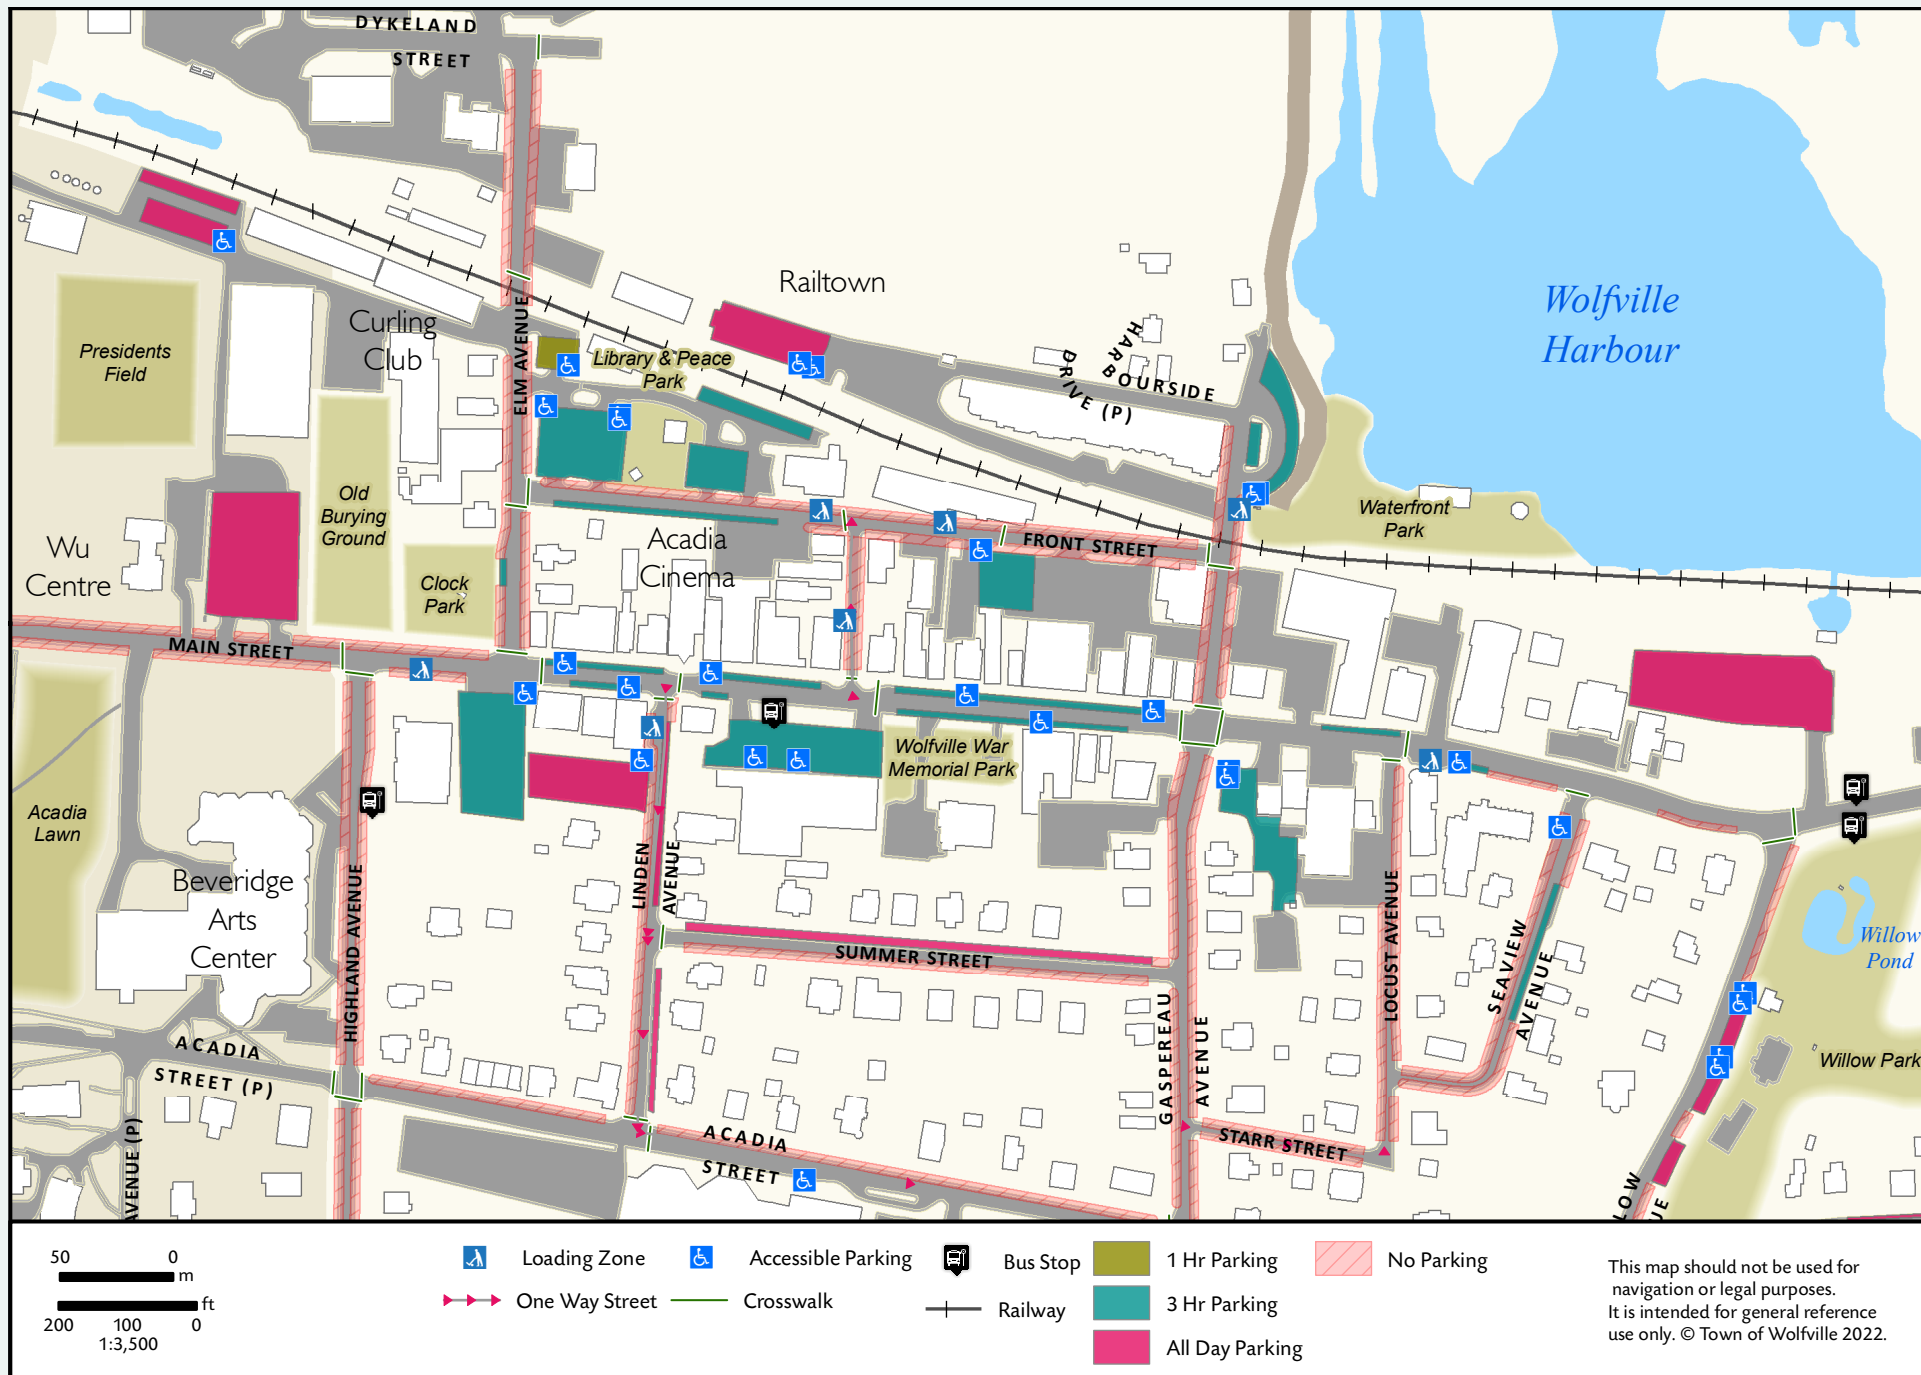 DYKELAND
STREET
Railtown
Wolfville
Harbour
Curling
Club
ELM AVENUE
Library & Peace
Park
HARBOURSIDE
DRIVE (P)
Presidents
Field
Old
Burying
Ground
Waterfront
Park
Wu
Centre
Clock
Park
Acadia
Cinema
FRONT STREET
MAIN STREET
Wolfville War
Memorial Park
Acadia
Lawn
Beveridge
Arts
Center
HIGHLAND AVENUE
LINDEN
AVENUE
SUMMER STREET
LOCUST AVENUE
SEAVIEW
AVENUE
Willow
Pond
GASPEREAU
AVENUE
Willow Park
ACADIA
STREET (P)
AVENUE (P)
ACADIA
STREET
STARR STREET
LOW
UE
50 0
m
ft
200 100 0
1:3,500
Loading Zone
Accessible Parking
Bus Stop
1 Hr Parking
No Parking
One Way Street
Crosswalk
Railway
3 Hr Parking
All Day Parking
This map should not be used for
navigation or legal purposes.
It is intended for general reference
use only. © Town of Wolfville 2022.